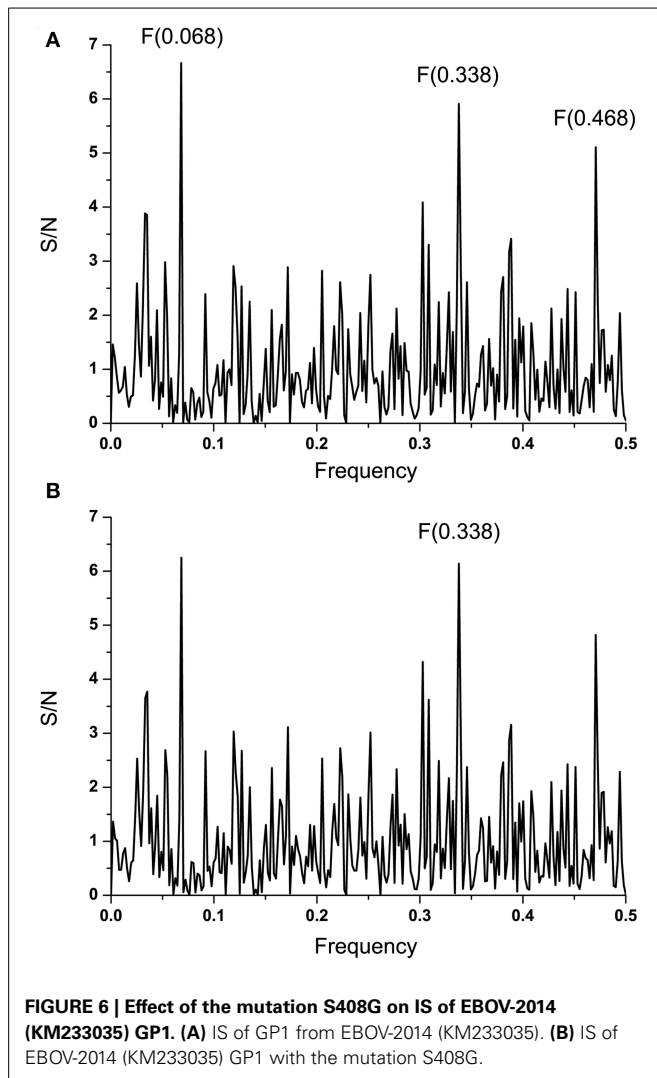 A
F(0.068)
F(0.338)
F(0.468)
7
6
5
4
3
2
1
0
S/N
0.0 0.1 0.2 0.3 0.4 0.5
Frequency
B
F(0.338)
7
6
5
4
3
2
1
0
S/N
0.0 0.1 0.2 0.3 0.4 0.5
Frequency
FIGURE 6 | Effect of the mutation S408G on IS of EBOV-2014
(KM233035) GP1. (A) IS of GP1 from EBOV-2014 (KM233035). (B) IS of
EBOV-2014 (KM233035) GP1 with the mutation S408G.